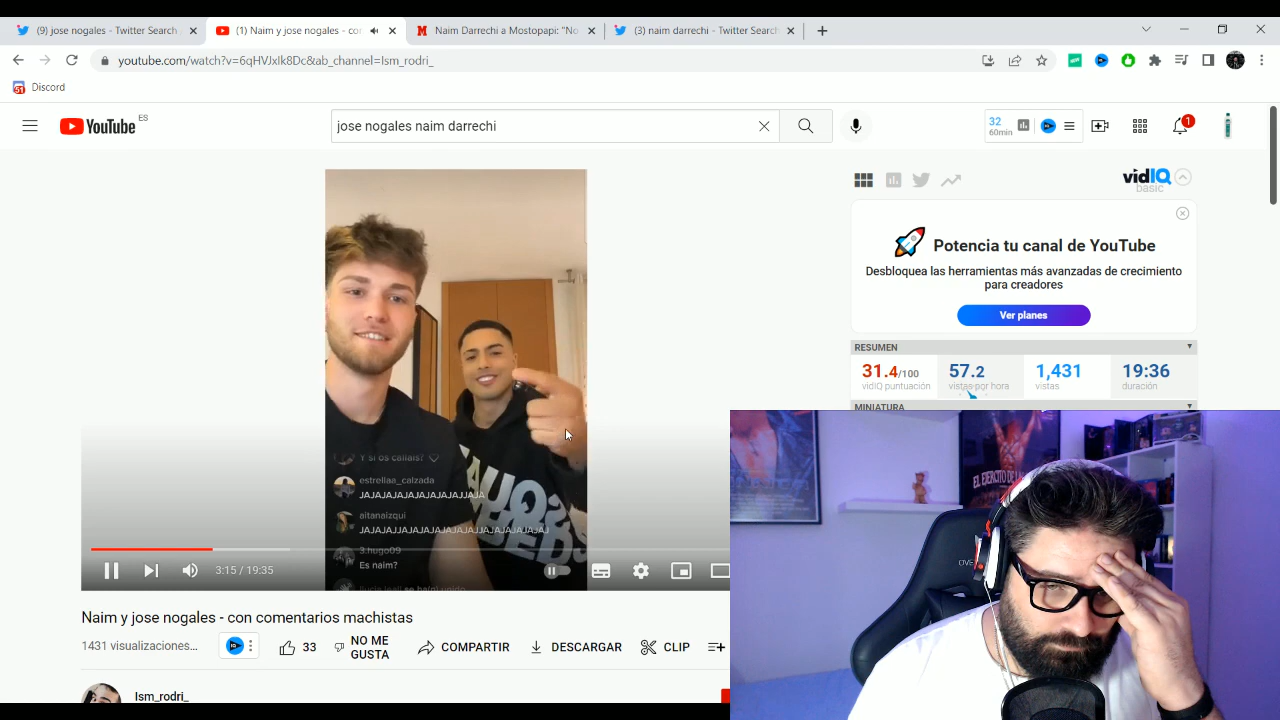 (9) jose nogales - Twitter Search
(1) Naim y jose nogales - co
Naim Darrechi a Mostopapi: "No
(3) naim darrechi - Twitter Search
youtube.com/watch?v=6qHVJxIk8Dc&ab_channel=Ism_rodri_
Discord
YouTube ES
jose nogales naim darrechi
32
60min
1
vidIQ
basic
Potencia tu canal de YouTube
Desbloquea las herramientas más avanzadas de crecimiento
para creadores
Ver planes
RESUMEN
31.4/100
57.2
1,431
19:36
vidiQ puntuación
vistas por hora
vistas
duración
MINIATURA
Y si os calláis?
estrellaa_calzada
JAJAJAJAJAJAJAJAJJAJA
aitanaizqui
3.hugo09
Es naim?
3:15 / 19:35
EL EJERCITO DE LA
OVE
Naim y jose nogales - con comentarios machistas
1431 visualizaciones...
33
NO ME
GUSTA
COMPARTIR
DESCARGAR
CLIP
Ism_rodri_